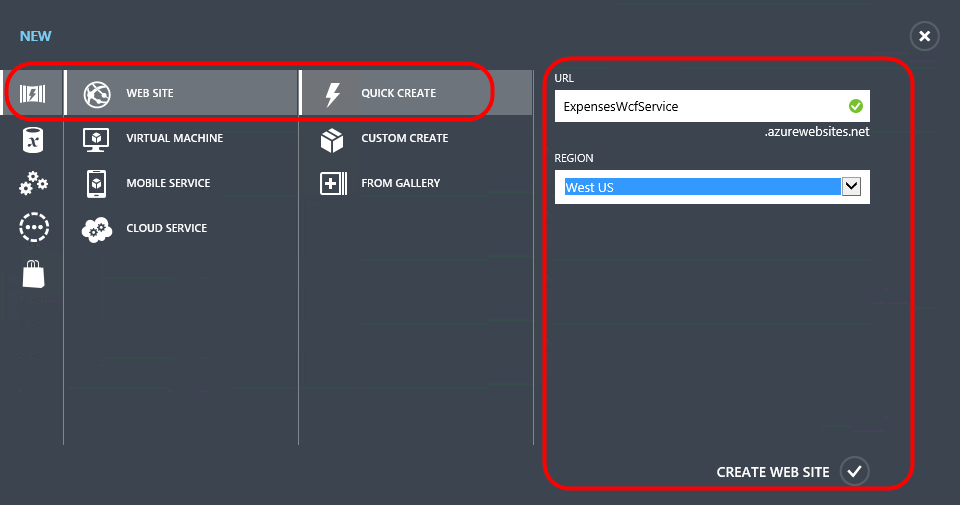 NEW
WEB SITE
VIRTUAL MACHINE
MOBILE SERVICE
CLOUD SERVICE
QUICK CREATE
CUSTOM CREATE
FROM GALLERY
URL
ExpensesWcfService
.azurewebsites.net
REGION
West US
CREATE WEB SITE